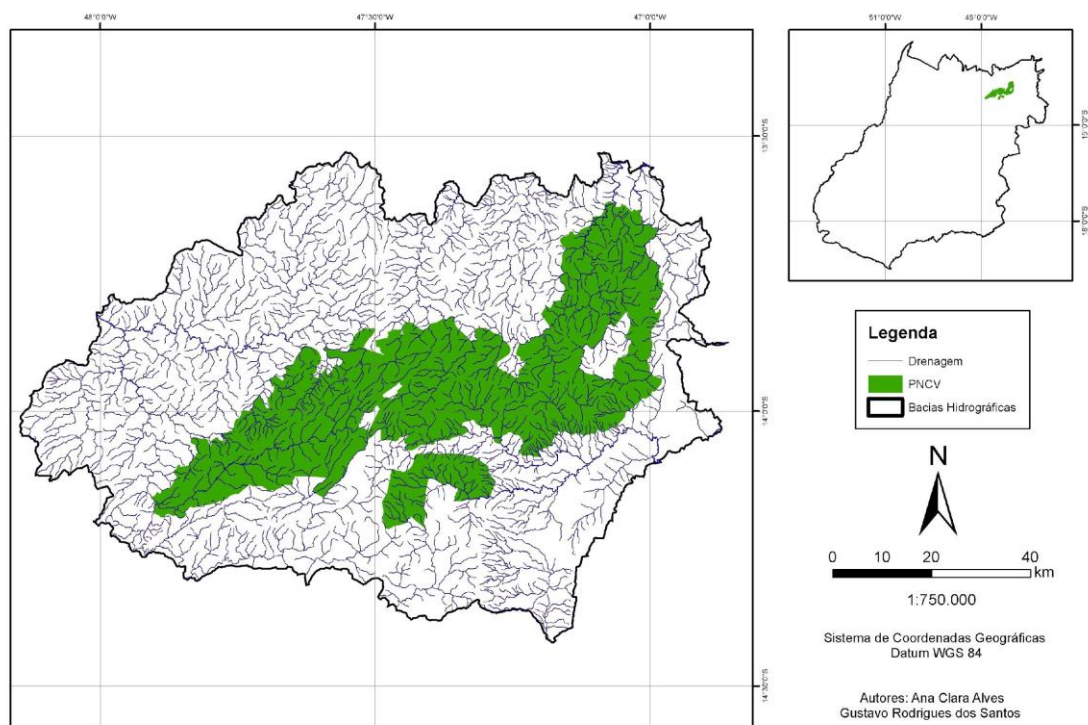 48°0'0"W
47°30'0"W
47°0'0"W
13°30'0"S
14°0'0"S
14°30'0"S
51°0'0"W
48°0'0"W
15°0'0"S
18°0'0"S
Legenda
Drenagem
PNCV
Bacias Hidrográficas
N
0 10 20 40
km
1:750.000
Sistema de Coordenadas Geográficas
Datum WGS 84
Autores: Ana Clara Alves
Gustavo Rodrigues dos Santos